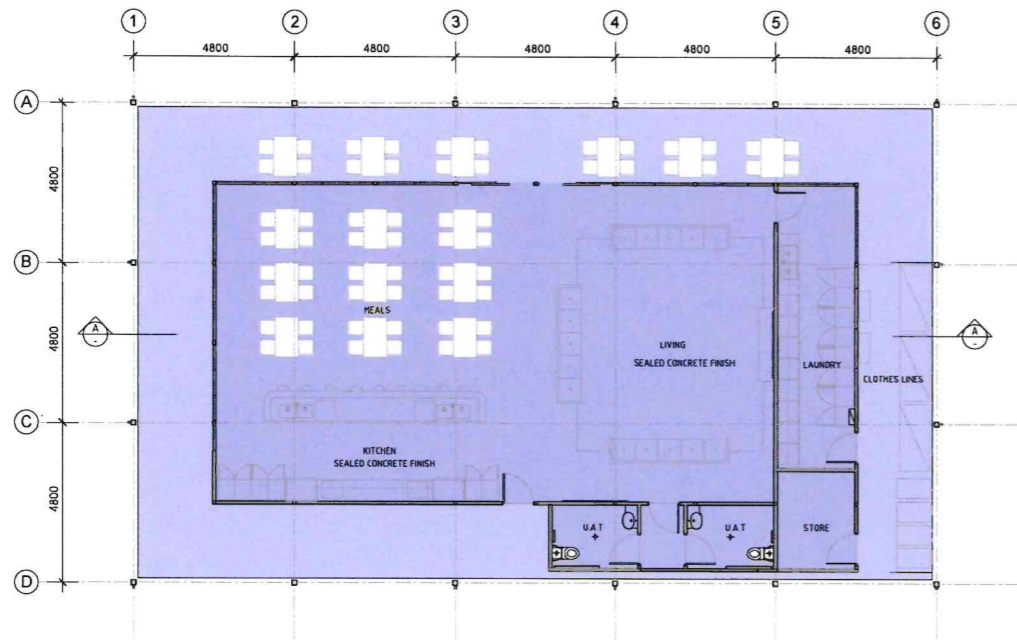 1 2 3 4 5 6
4800 4800 4800 4800 4800
A
4800
B
MEALS
4800
A
-
LIVING
SEALED CONCRETE FINISH
LAUNDRY
CLOTHES LINES
A
-
C
KITCHEN
SEALED CONCRETE FINISH
4800
U.A.T
U.A.T
STORE
D